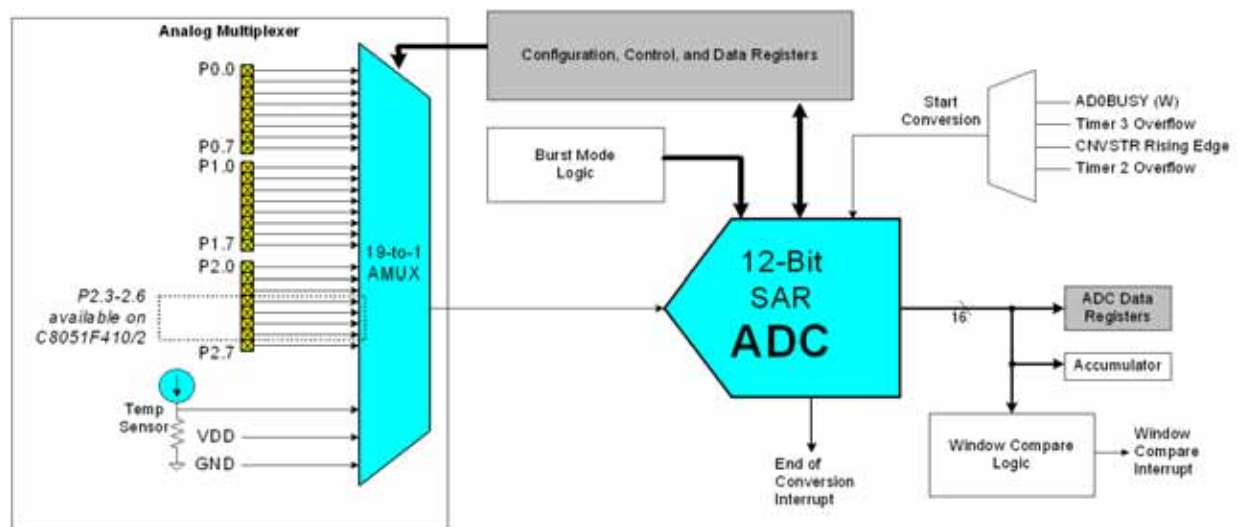 Analog Multiplexer
P0.0
P0.7
P1.0
P1.7
P2.0
P2.3-2.6
available on
C8051F410/2
P2.7
Temp
Sensor
VDD
GND
19-to-1
AMUX
Configuration, Control, and Data Registers
Burst Mode
Logic
Start
Conversion
AD0BUSY (W)
Timer 3 Overflow
CNVSTR Rising Edge
Timer 2 Overflow
12-Bit
SAR
ADC
16
ADC Data
Registers
Accumulator
Window Compare
Logic
Window
Compare
Interrupt
End of
Conversion
Interrupt